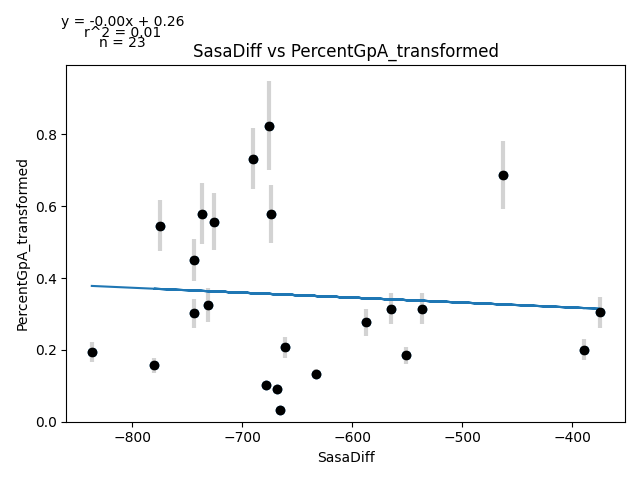 y = -0.00x + 0.26
r^2 = 0.01
n = 23
SasaDiff vs PercentGpA_transformed
PercentGpA_transformed
0.8
0.6
0.4
0.2
0.0
−800
−700
−600
−500
−400
SasaDiff